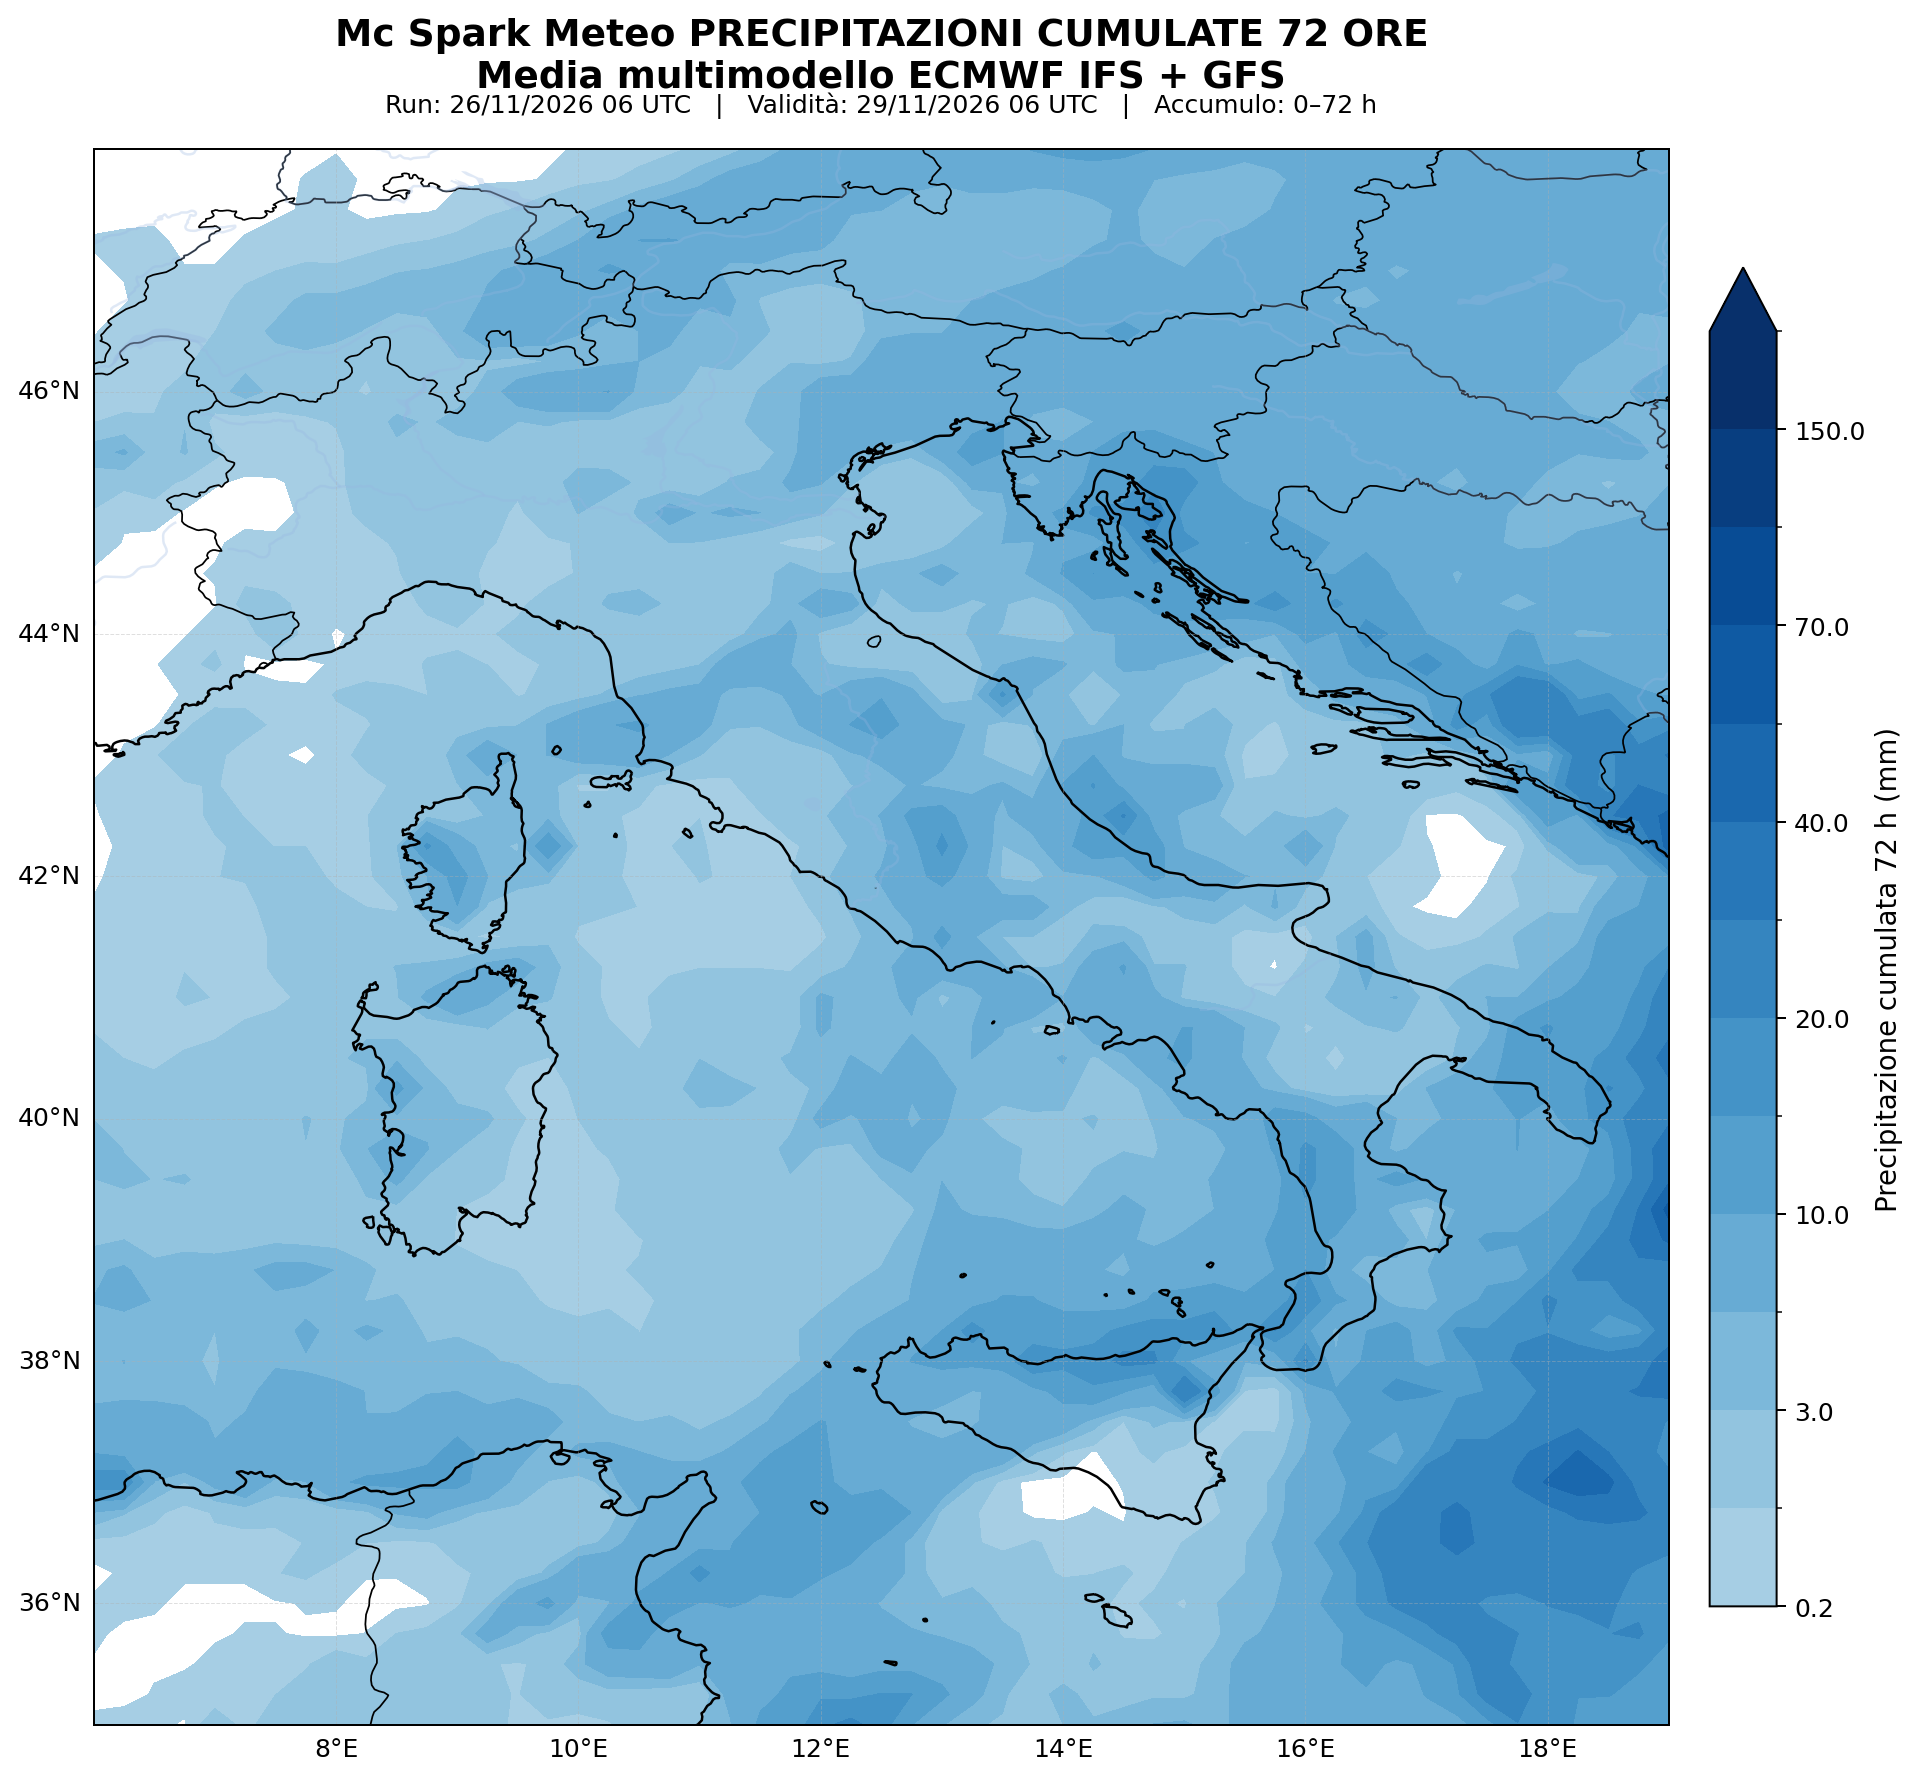 Mc Spark Meteo PRECIPITAZIONI CUMULATE 72 ORE
Media multimodello ECMWF IFS + GFS
Run: 26/11/2026 06 UTC | Validità: 29/11/2026 06 UTC | Accumulo: 0–72 h
46°N
44°N
42°N
40°N
38°N
36°N
8°E
10°E
12°E
14°E
16°E
18°E
150.0
70.0
40.0
20.0
10.0
3.0
0.2
Precipitazione cumulata 72 h (mm)